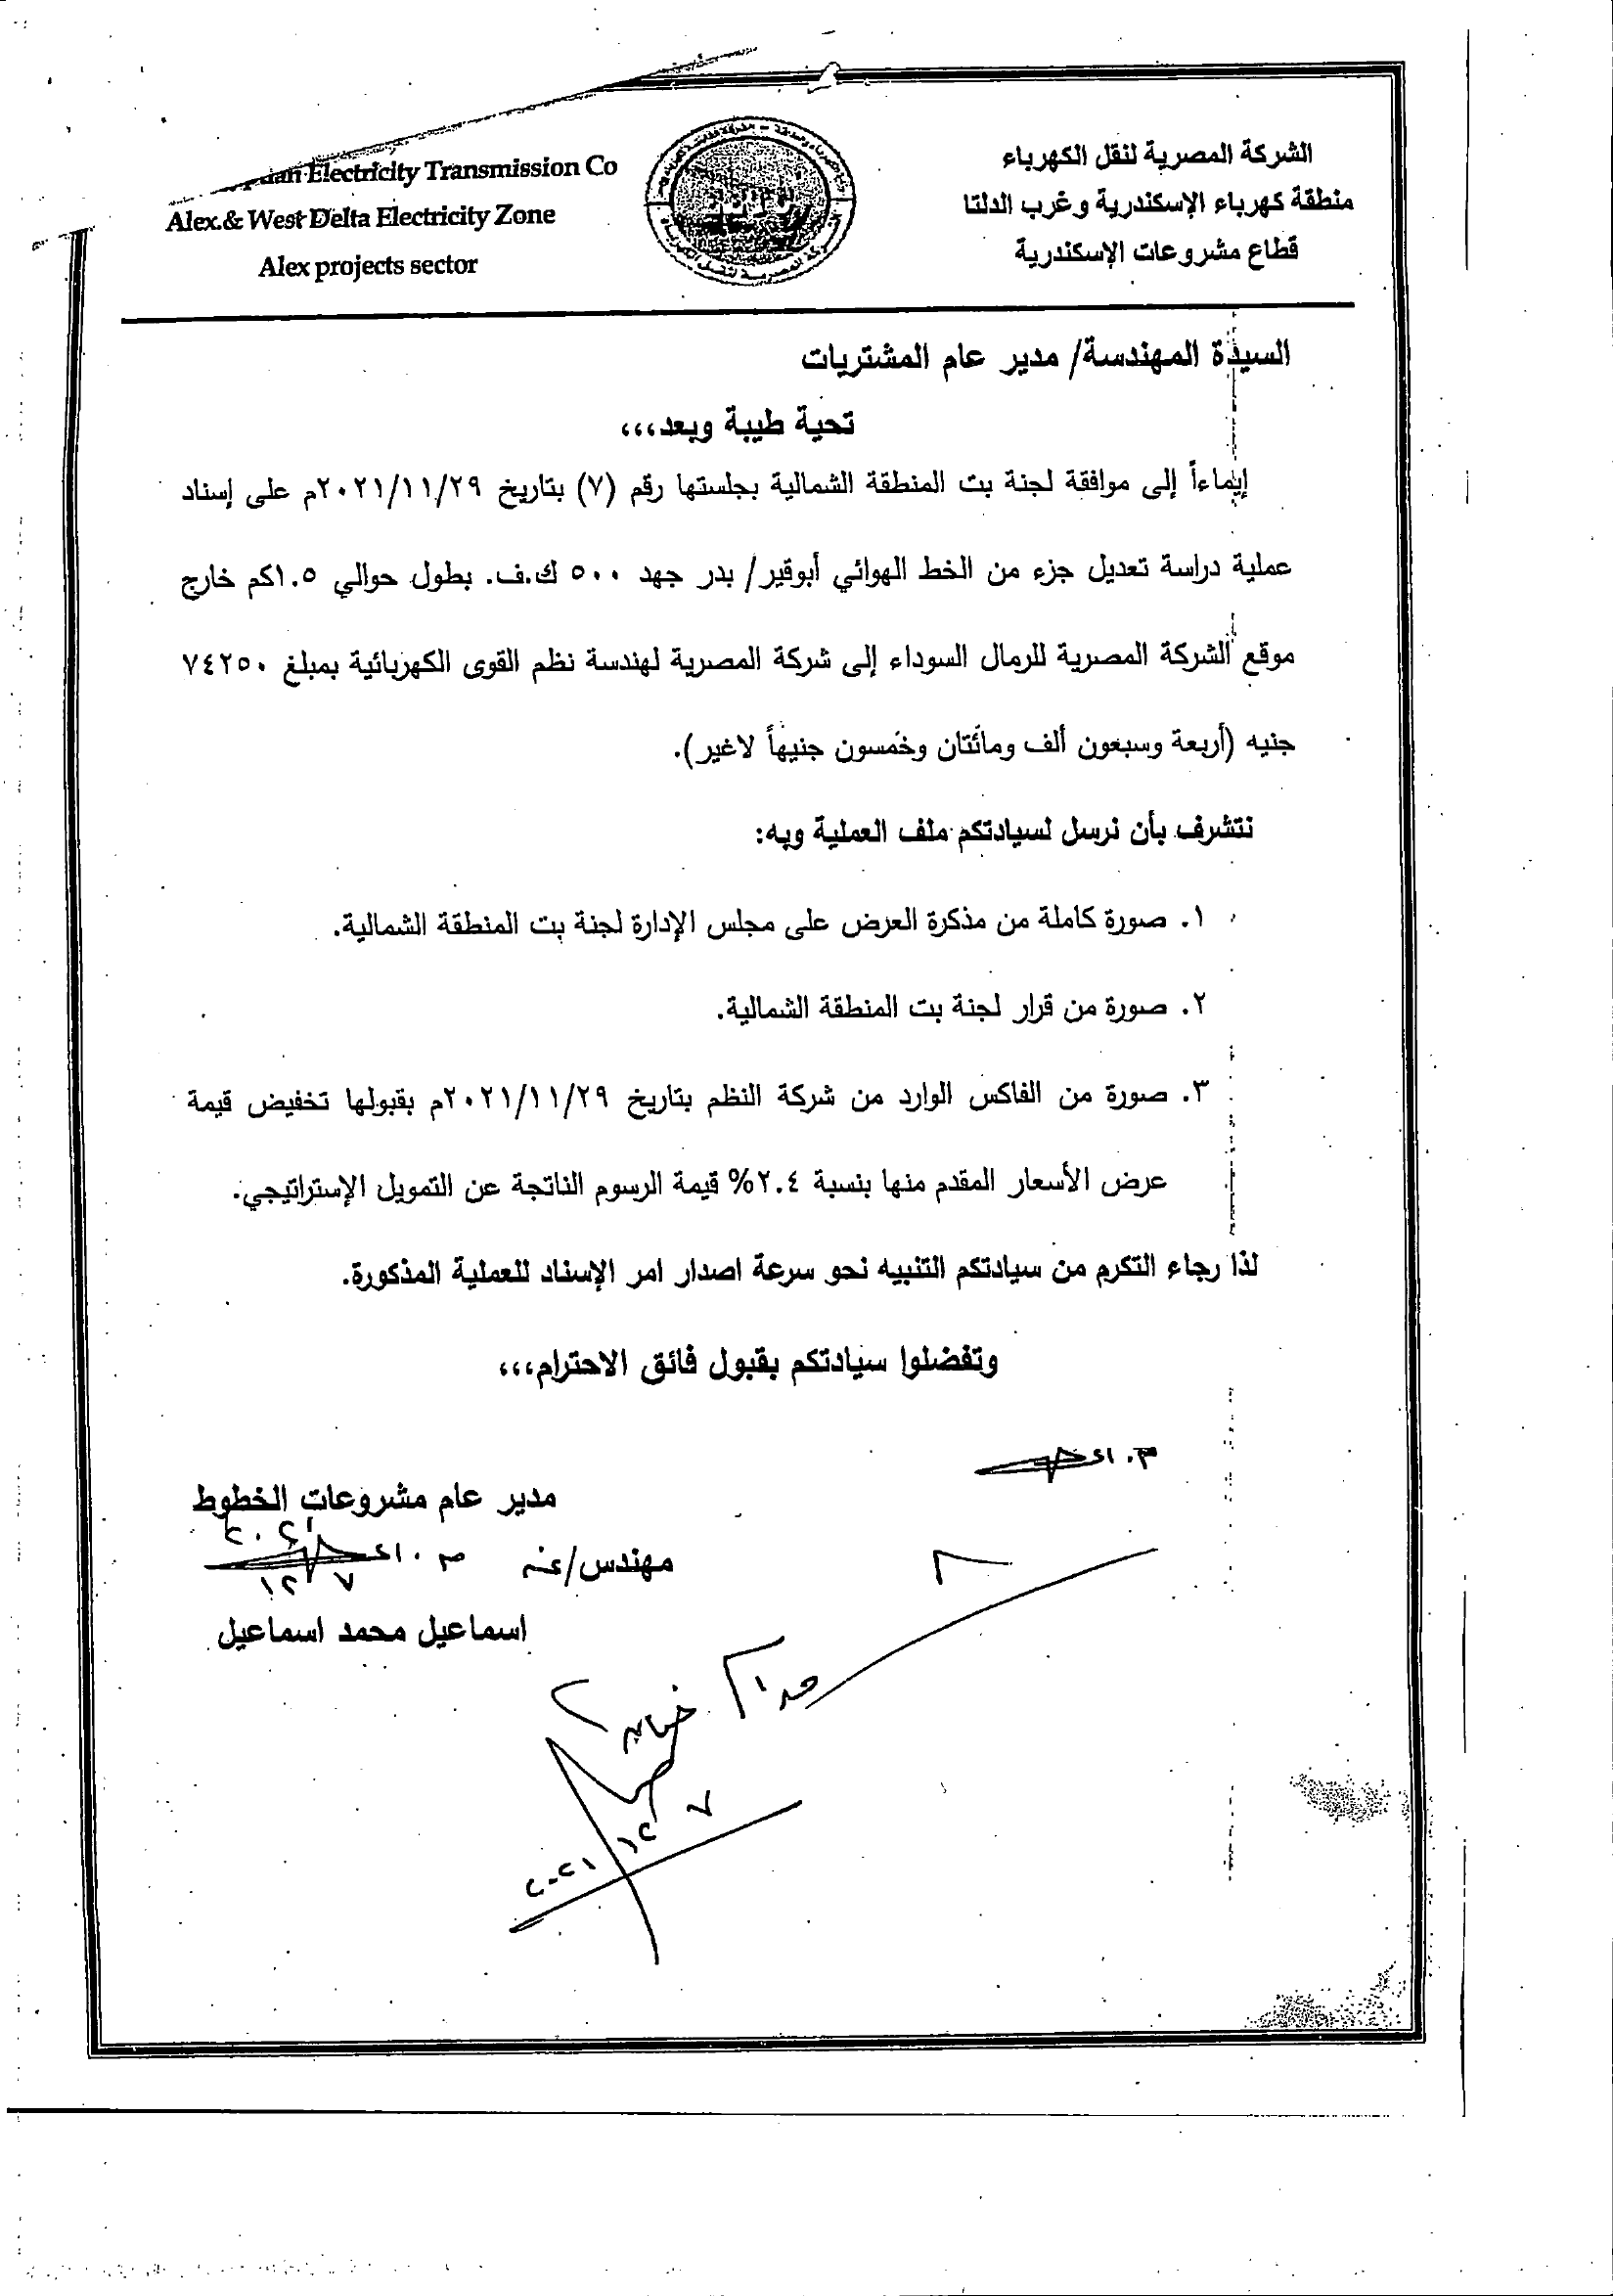 الشركة المصرية لنقل الكهرباء
منطقة كهرباء الإسكندرية وغرب الدلتا
قطاع مشروعات الإسكندرية
Electricity Transmission Co
Alex.& West Delta Electricity Zone
Alex projects sector
السيدة المهندسة/ مدير عام المشتريات
تحية طيبة وبعد،،،
إيماءاً إلى موافقة لجنة بت المنطقة الشمالية بجلستها رقم (٧) بتاريخ ٢٠٢١/١١/٢٩م على إسناد
عملية دراسة تعديل جزء من الخط الهوائي أبوقير/ بدر جهد ٥٠٠ ك.ف. بطول حوالي ١.٥كم خارج
موقع الشركة المصرية للرمال السوداء إلى شركة المصرية لهندسة نظم القوى الكهربائية بمبلغ ٧٤٢٥٠
جنيه (أربعة وسبعون ألف ومائتان وخمسون جنيهاً لاغير).
نتشرف بأن نرسل لسيادتكم ملف العملية وبه:
١. صورة كاملة من مذكرة العرض على مجلس الإدارة لجنة بت المنطقة الشمالية.
٢. صورة من قرار لجنة بت المنطقة الشمالية.
٣. صورة من الفاكس الوارد من شركة النظم بتاريخ ٢٠٢١/١١/٢٩م بقبولها تخفيض قيمة
عرض الأسعار المقدم منها بنسبة ٢.٤% قيمة الرسوم الناتجة عن التمويل الإستراتيجي.
لذا رجاء التكرم من سيادتكم التنبيه نحو سرعة اصدار امر الإسناد للعملية المذكورة.
وتفضلوا سيادتكم بقبول فائق الاحترام،،،
مدير عام مشروعات الخطوط
٢٠٢١
مهندس/ عنه
٧ ١٢
اسماعيل محمد اسماعيل
مدام
٧ ١٢ ٢٠٢١